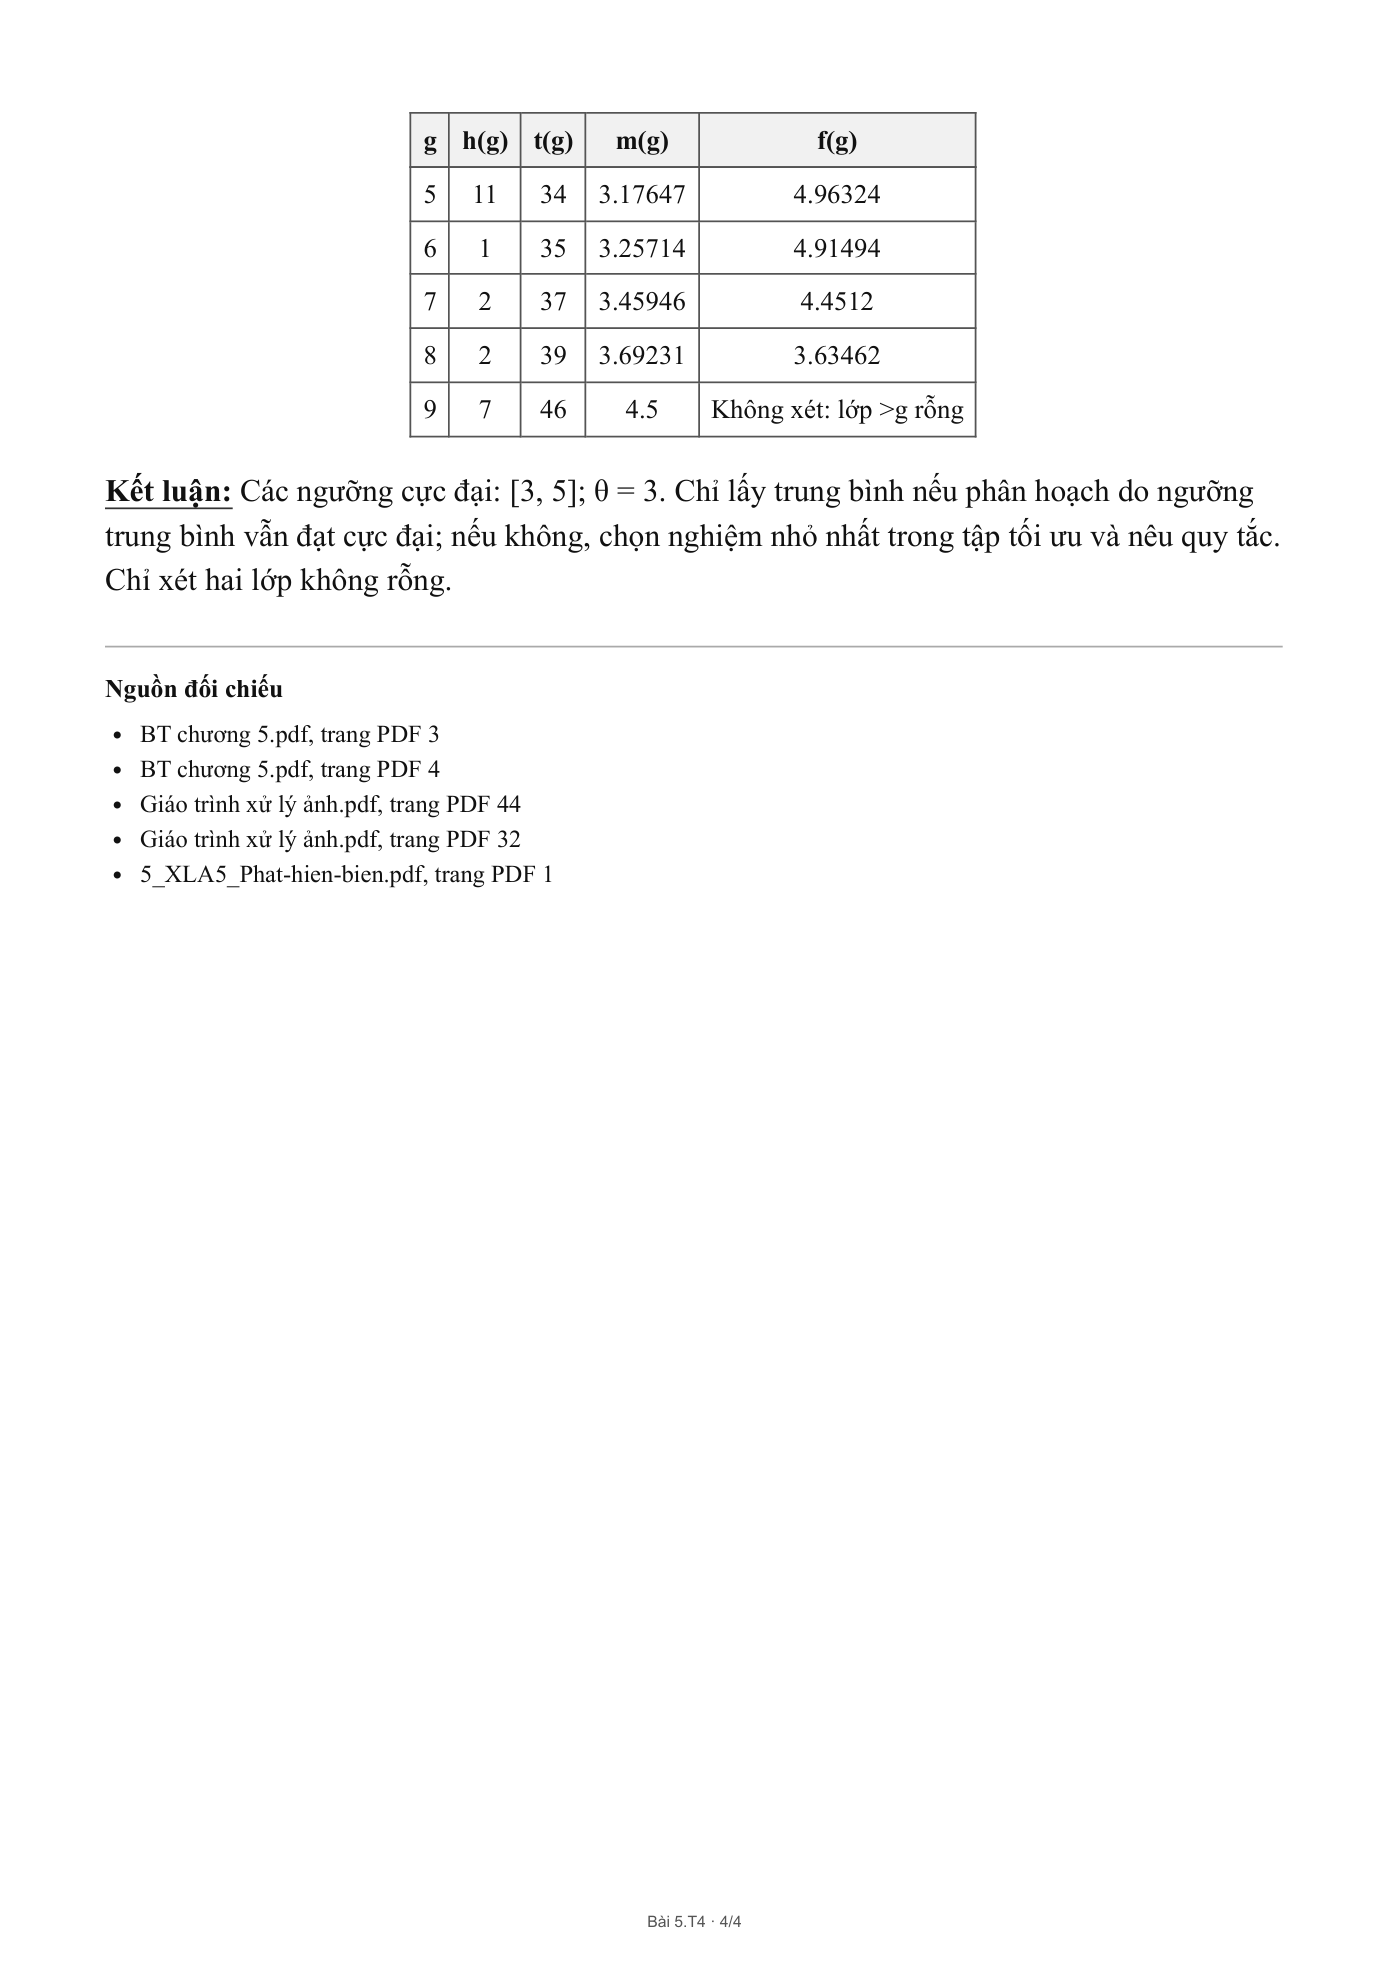 g h(g) t(g) m(g) f(g)
5 11 34 3.17647 4.96324
6 1 35 3.25714 4.91494
7 2 37 3.45946 4.4512
8 2 39 3.69231 3.63462
9 7 46 4.5 Không xét: lớp >g rỗng
Kết luận: Các ngưỡng cực đại: [3, 5]; θ = 3. Chỉ lấy trung bình nếu phân hoạch do ngưỡng
trung bình vẫn đạt cực đại; nếu không, chọn nghiệm nhỏ nhất trong tập tối ưu và nêu quy tắc.
Chỉ xét hai lớp không rỗng.
Nguồn đối chiếu
• BT chương 5.pdf, trang PDF 3
• BT chương 5.pdf, trang PDF 4
• Giáo trình xử lý ảnh.pdf, trang PDF 44
• Giáo trình xử lý ảnh.pdf, trang PDF 32
• 5_XLA5_Phat-hien-bien.pdf, trang PDF 1
Bài 5.T4 · 4/4